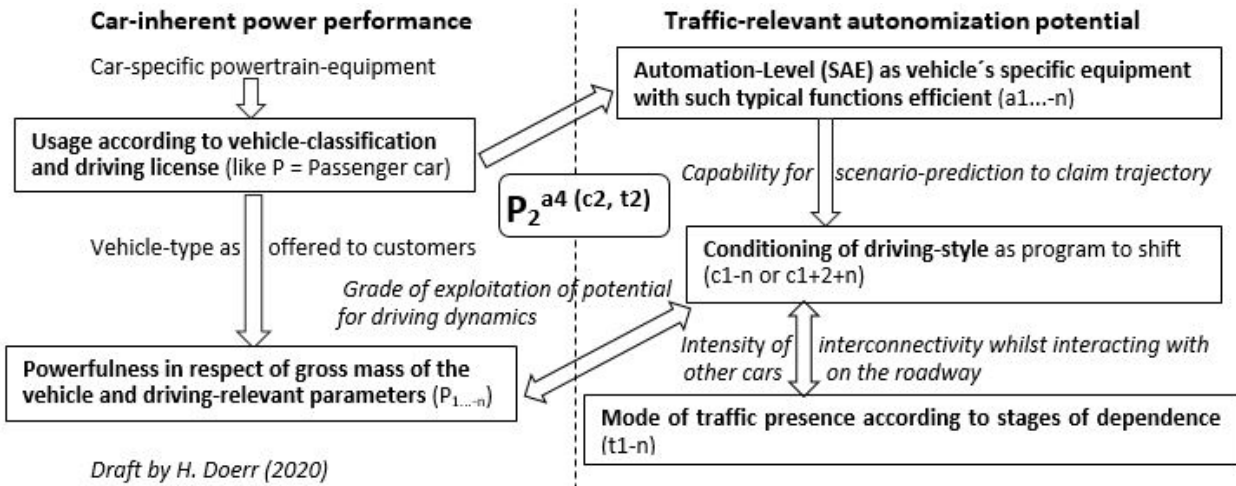 Car-inherent power performance
Car-specific powertrain-equipment
Usage according to vehicle-classification
and driving license (like P = Passenger car)
Vehicle-type as offered to customers
Grade of exploitation of potential
for driving dynamics
Powerfulness in respect of gross mass of the
vehicle and driving-relevant parameters (P1...-n)
Draft by H. Doerr (2020)
P2 a4 (c2, t2)
Traffic-relevant autonomization potential
Automation-Level (SAE) as vehicle´s specific equipment
with such typical functions efficient (a1...-n)
Capability for scenario-prediction to claim trajectory
Conditioning of driving-style as program to shift
(c1-n or c1+2+n)
Intensity of interconnectivity whilst interacting with
other cars on the roadway
Mode of traffic presence according to stages of dependence
(t1-n)